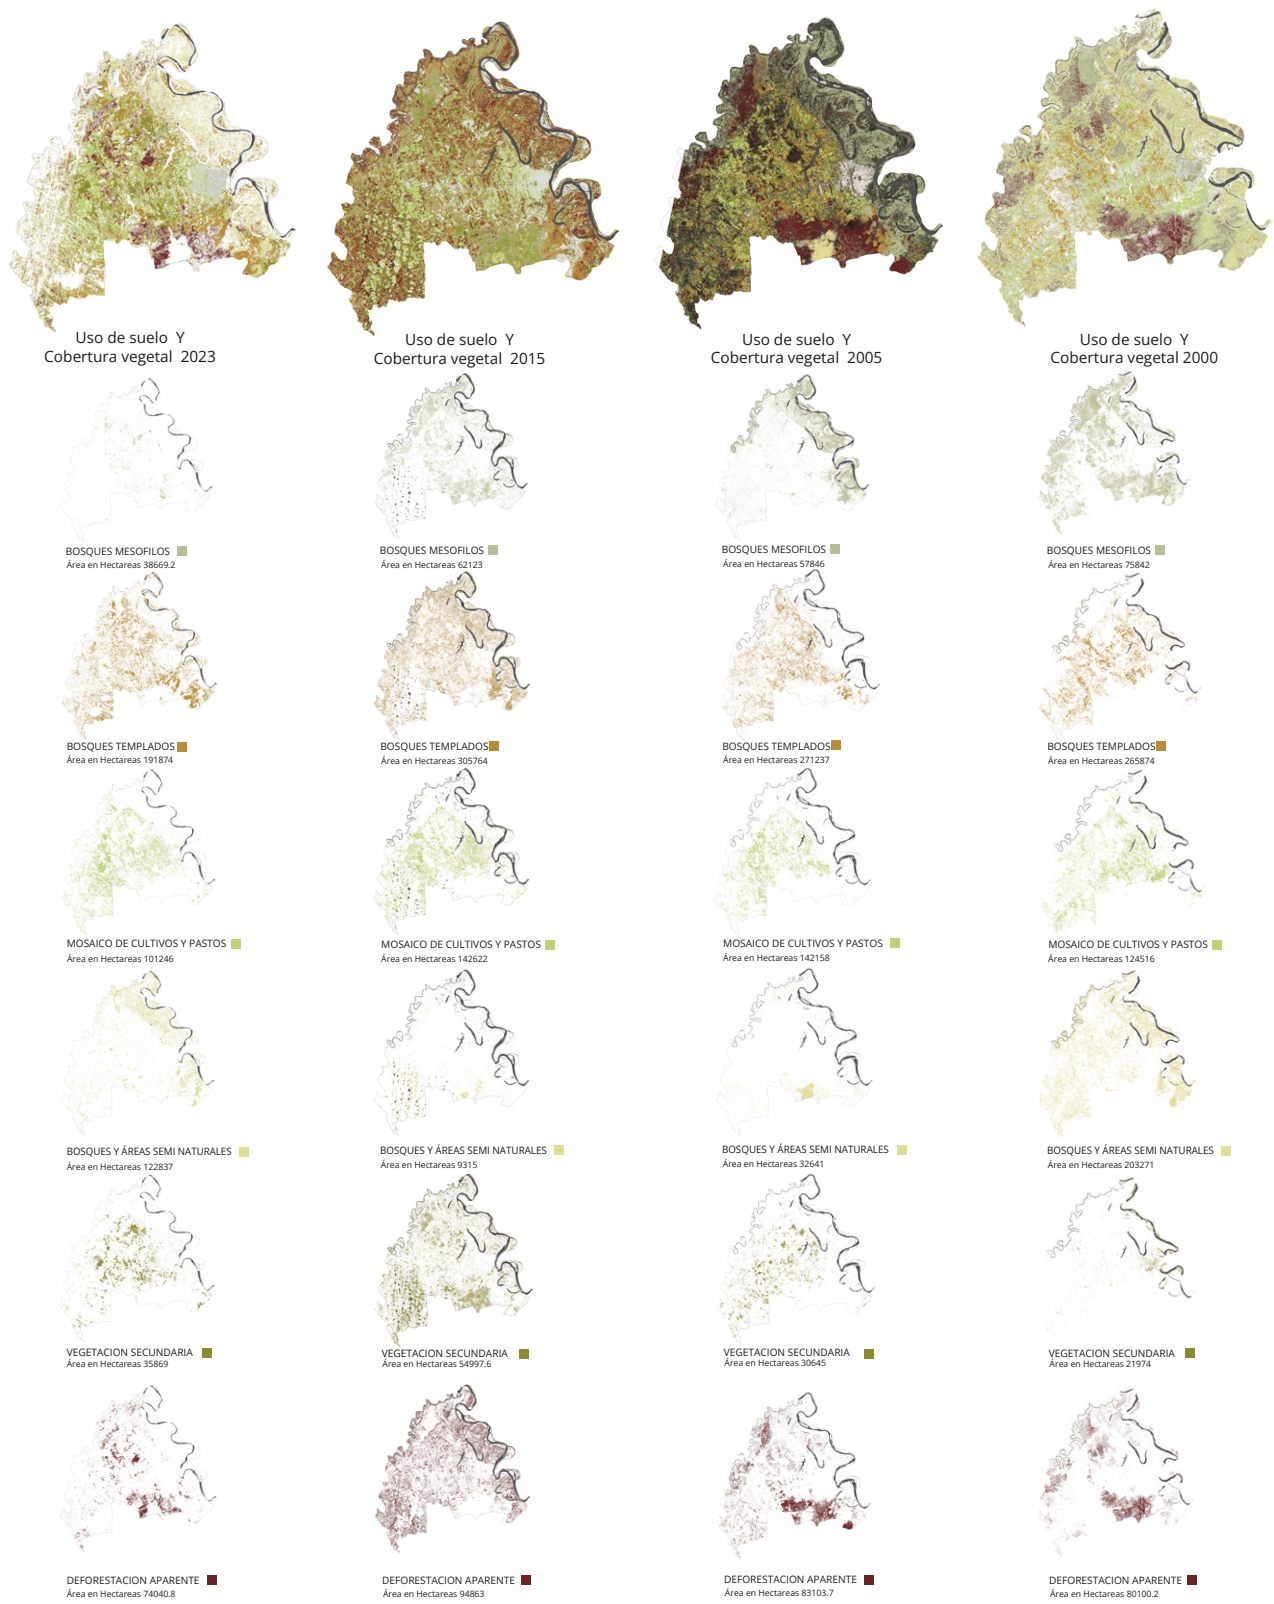 Uso de suelo Y
Cobertura vegetal 2023
Uso de suelo Y
Cobertura vegetal 2015
Uso de suelo Y
Cobertura vegetal 2005
Uso de suelo Y
Cobertura vegetal 2000
BOSQUES MESOFILOS
Área en Hectareas 38669.2
BOSQUES MESOFILOS
Área en Hectareas 62123
BOSQUES MESOFILOS
Área en Hectareas 57846
BOSQUES MESOFILOS
Área en Hectareas 75842
BOSQUES TEMPLADOS
Área en Hectareas 191874
BOSQUES TEMPLADOS
Área en Hectareas 305764
BOSQUES TEMPLADOS
Área en Hectareas 271237
BOSQUES TEMPLADOS
Área en Hectareas 265874
MOSAICO DE CULTIVOS Y PASTOS
Área en Hectareas 101246
MOSAICO DE CULTIVOS Y PASTOS
Área en Hectareas 142622
MOSAICO DE CULTIVOS Y PASTOS
Área en Hectareas 142158
MOSAICO DE CULTIVOS Y PASTOS
Área en Hectareas 124516
BOSQUES Y ÁREAS SEMI NATURALES
Área en Hectareas 122837
BOSQUES Y ÁREAS SEMI NATURALES
Área en Hectareas 9315
BOSQUES Y ÁREAS SEMI NATURALES
Área en Hectareas 32641
BOSQUES Y ÁREAS SEMI NATURALES
Área en Hectareas 203271
VEGETACION SECUNDARIA
Área en Hectareas 35869
VEGETACION SECUNDARIA
Área en Hectareas 54997.6
VEGETACION SECUNDARIA
Área en Hectareas 30645
VEGETACION SECUNDARIA
Área en Hectareas 21974
DEFORESTACION APARENTE
Área en Hectareas 74040.8
DEFORESTACION APARENTE
Área en Hectareas 94863
DEFORESTACION APARENTE
Área en Hectareas 83103.7
DEFORESTACION APARENTE
Área en Hectareas 80100.2